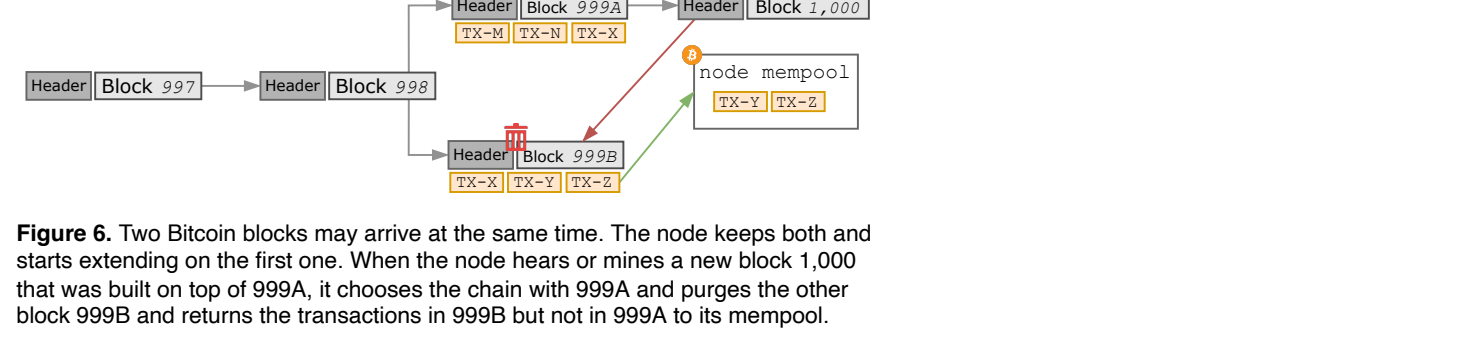 Header Block 999A Header Block 1,000
TX-M TX-N TX-X
node mempool
Header Block 997 Header Block 998
TX-Y TX-Z
Header Block 999B
TX-X TX-Y TX-Z
Figure 6. Two Bitcoin blocks may arrive at the same time. The node keeps both and
starts extending on the first one. When the node hears or mines a new block 1,000
that was built on top of 999A, it chooses the chain with 999A and purges the other
block 999B and returns the transactions in 999B but not in 999A to its mempool.